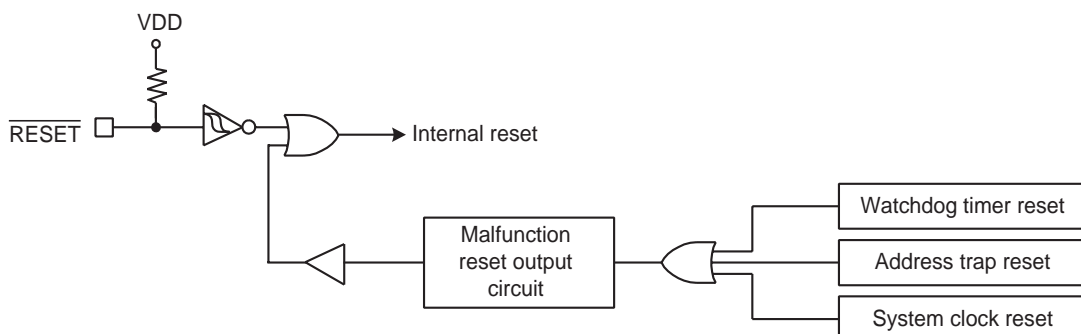 VDD
RESET
Internal reset
Watchdog timer reset
Malfunction
reset output
circuit
Address trap reset
System clock reset